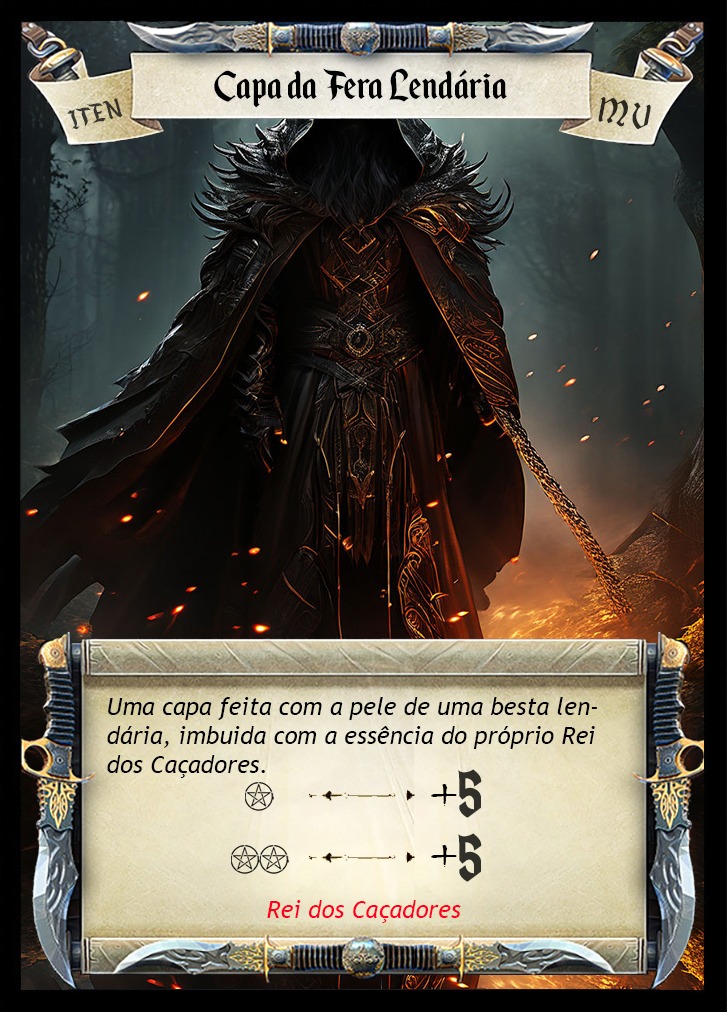 Capa da Fera Lendária
ITEN
MU
Uma capa feita com a pele de uma besta len-
dária, imbuida com a essência do próprio Rei
dos Caçadores.
+5
+5
Rei dos Caçadores